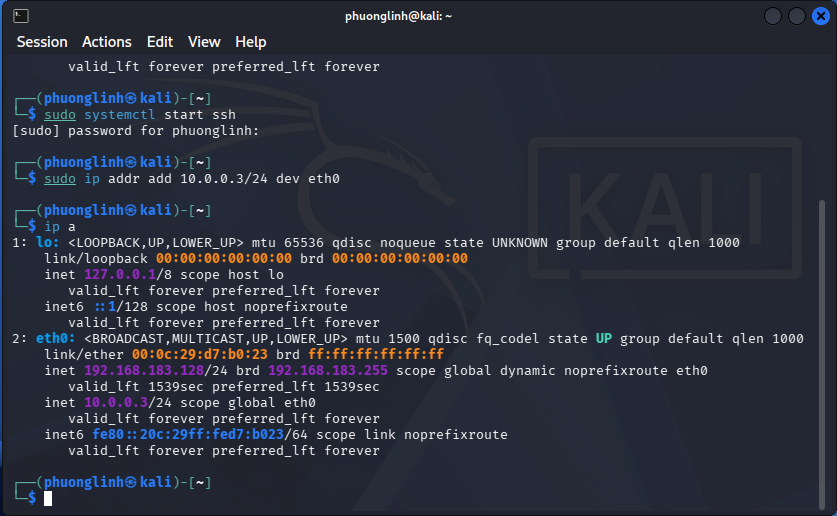 phuonglinh@kali: ~
Session Actions Edit View Help
valid_lft forever preferred_lft forever
┌──(phuonglinh㉿kali)-[~]
└─$ sudo systemctl start ssh
[sudo] password for phuonglinh:
┌──(phuonglinh㉿kali)-[~]
└─$ sudo ip addr add 10.0.0.3/24 dev eth0
┌──(phuonglinh㉿kali)-[~]
└─$ ip a
1: lo: <LOOPBACK,UP,LOWER_UP> mtu 65536 qdisc noqueue state UNKNOWN group default qlen 1000
link/loopback 00:00:00:00:00:00 brd 00:00:00:00:00:00
inet 127.0.0.1/8 scope host lo
valid_lft forever preferred_lft forever
inet6 ::1/128 scope host noprefixroute
valid_lft forever preferred_lft forever
2: eth0: <BROADCAST,MULTICAST,UP,LOWER_UP> mtu 1500 qdisc fq_codel state UP group default qlen 1000
link/ether 00:0c:29:d7:b0:23 brd ff:ff:ff:ff:ff:ff
inet 192.168.183.128/24 brd 192.168.183.255 scope global dynamic noprefixroute eth0
valid_lft 1539sec preferred_lft 1539sec
inet 10.0.0.3/24 scope global eth0
valid_lft forever preferred_lft forever
inet6 fe80::20c:29ff:fed7:b023/64 scope link noprefixroute
valid_lft forever preferred_lft forever
┌──(phuonglinh㉿kali)-[~]
└─$
KALI